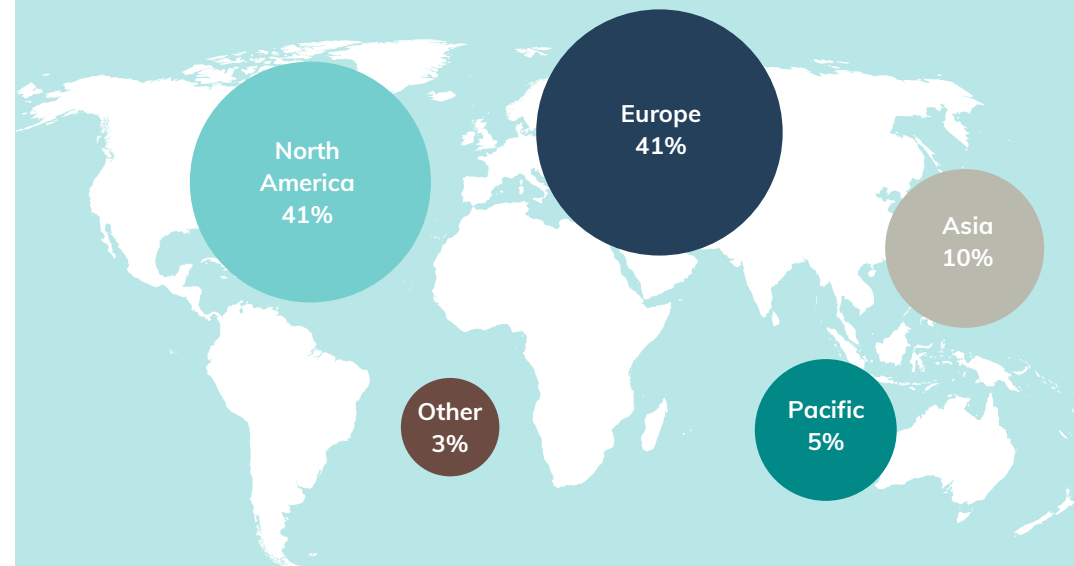 North
America
41%
Europe
41%
Asia
10%
Other
3%
Pacific
5%